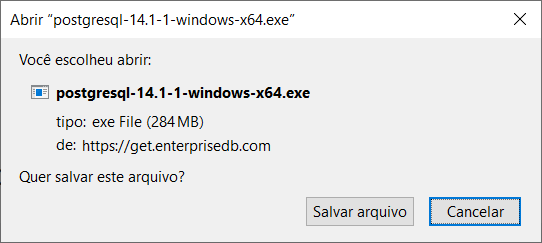 Abrir “postgresql-14.1-1-windows-x64.exe”
Você escolheu abrir:
postgresql-14.1-1-windows-x64.exe
tipo: exe File (284 MB)
de: https://get.enterprisedb.com
Quer salvar este arquivo?
Salvar arquivo Cancelar